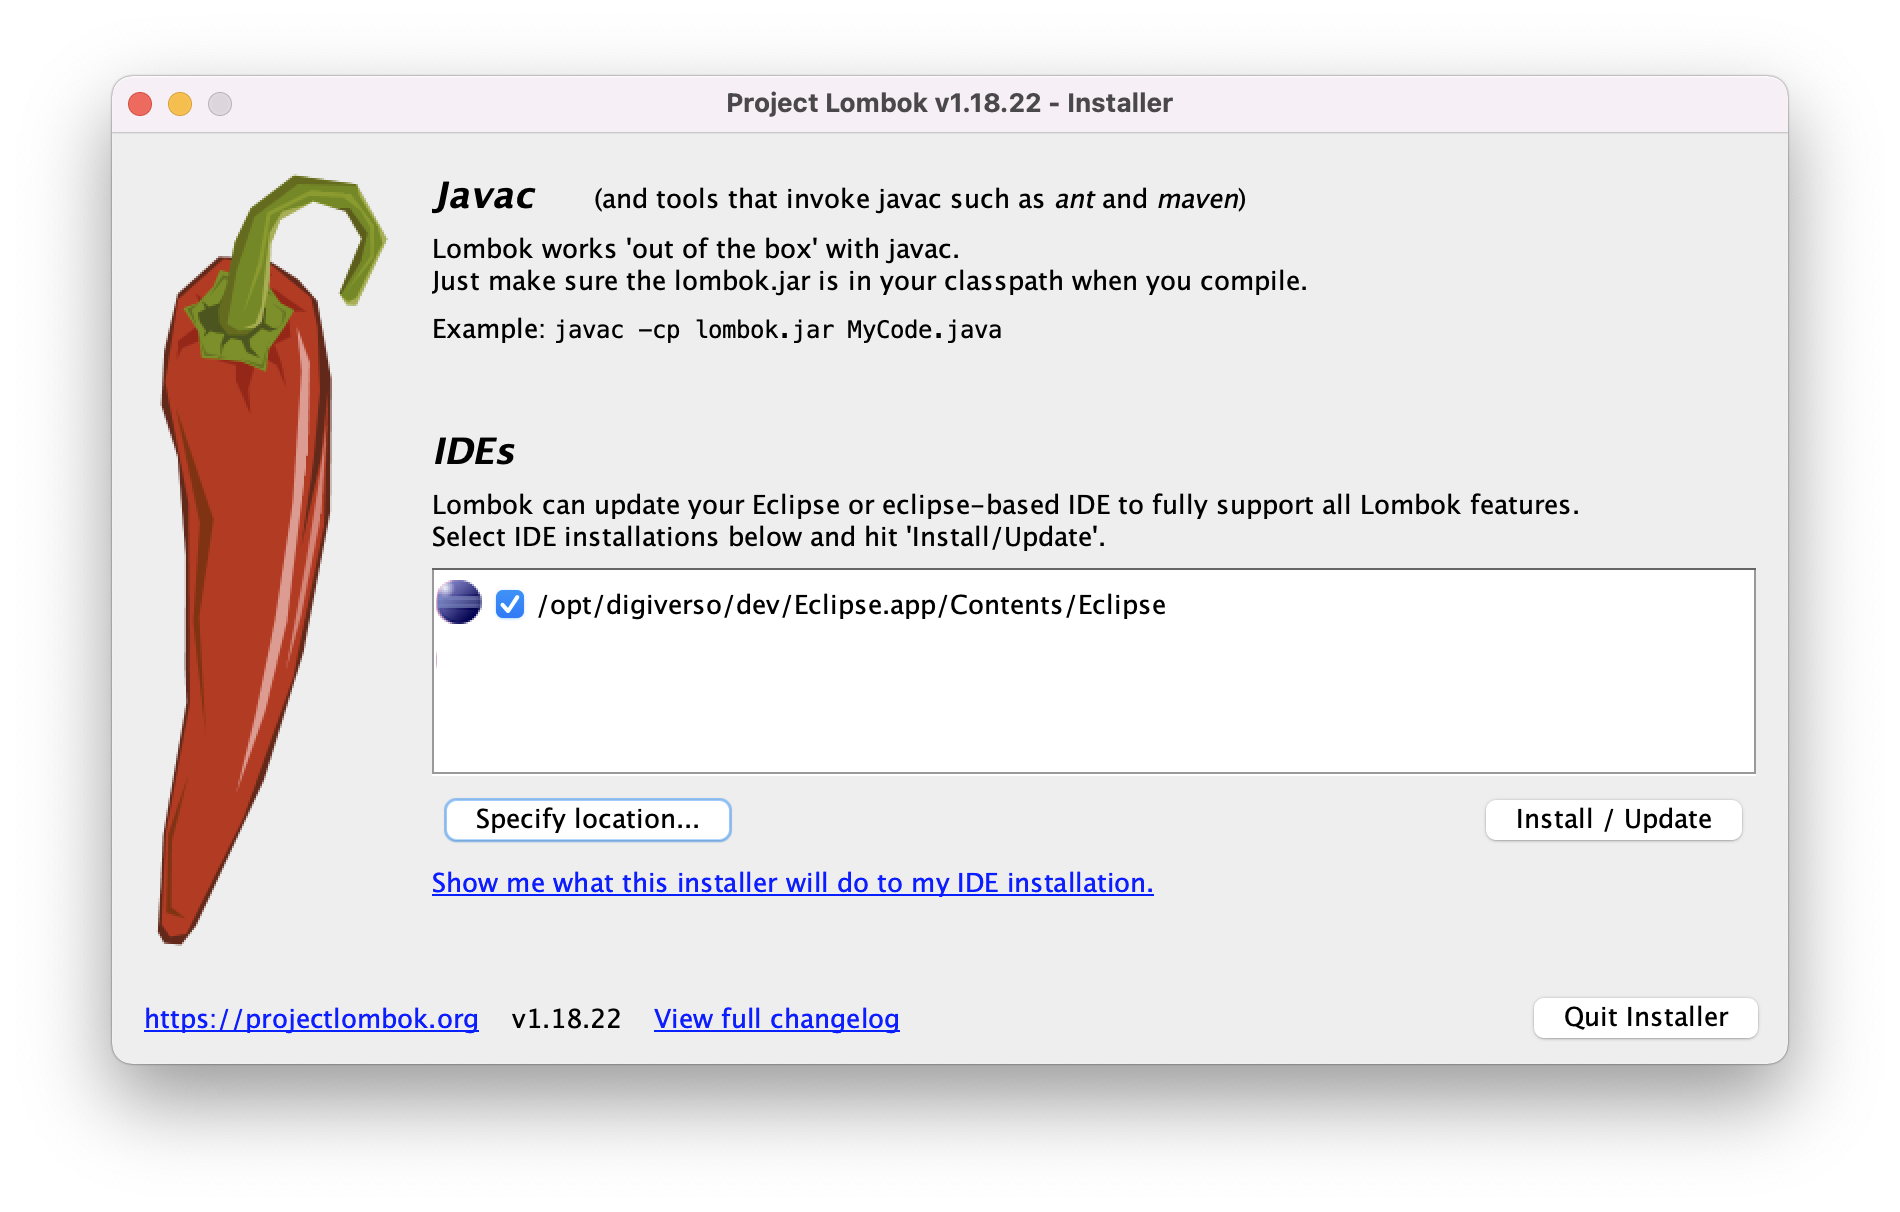 Project Lombok v1.18.22 - Installer
Javac (and tools that invoke javac such as ant and maven)
Lombok works 'out of the box' with javac.
Just make sure the lombok.jar is in your classpath when you compile.
Example: javac -cp lombok.jar MyCode.java
IDEs
Lombok can update your Eclipse or eclipse-based IDE to fully support all Lombok features.
Select IDE installations below and hit 'Install/Update'.
/opt/digiverso/dev/Eclipse.app/Contents/Eclipse
Specify location... Install / Update
Show me what this installer will do to my IDE installation.
https://projectlombok.org v1.18.22 View full changelog Quit Installer